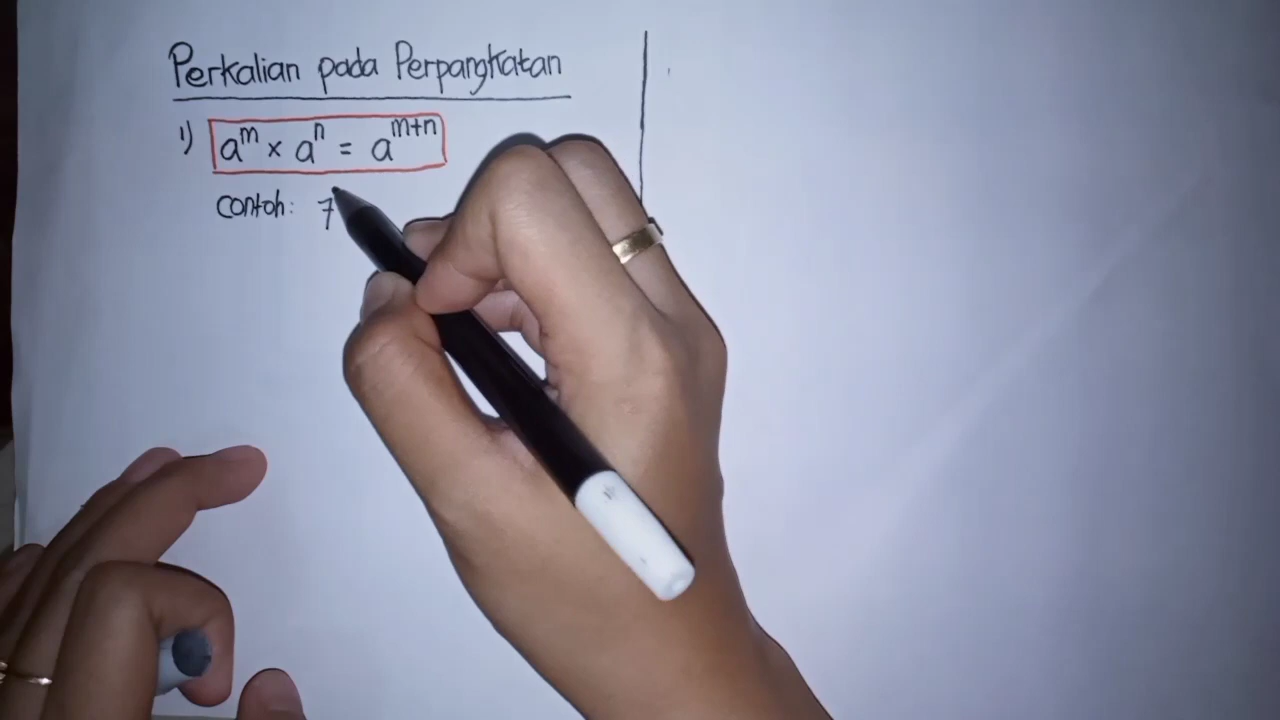 Perkalian pada Perpangkatan
1) a^m × a^n = a^{m+n}
contoh: 7